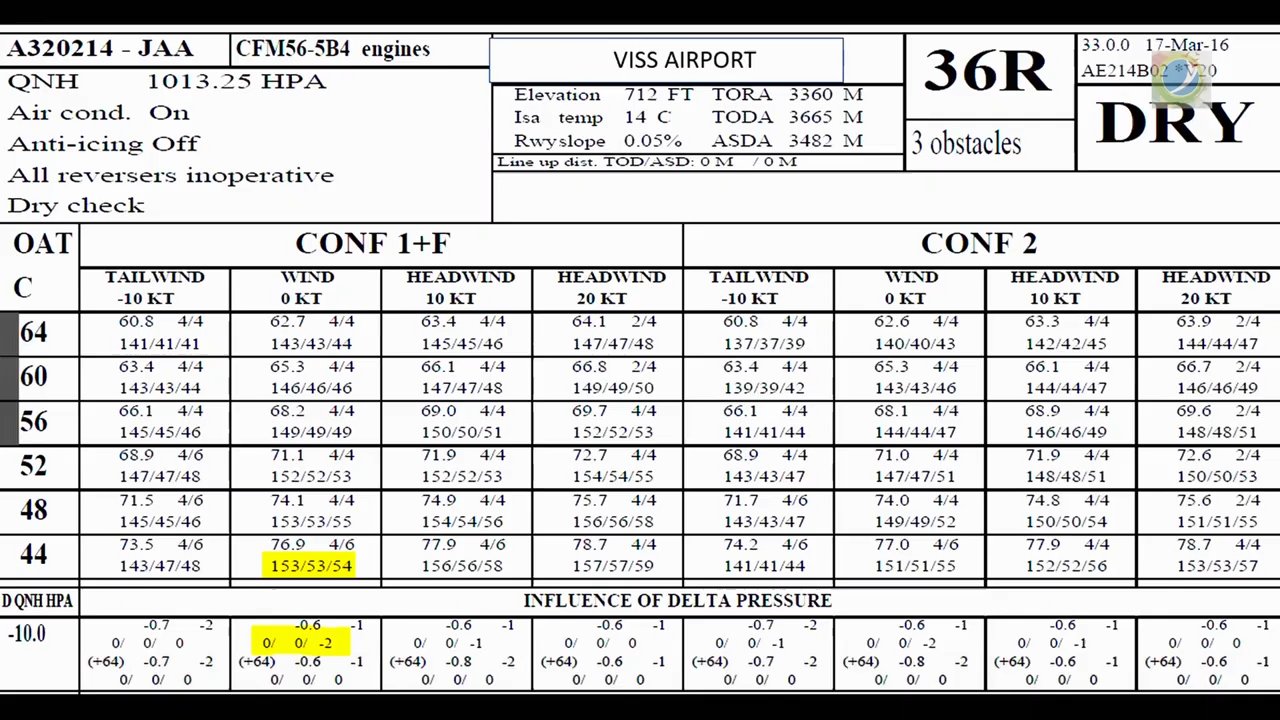 A320214 - JAA CFM56-5B4 engines VISS AIRPORT 36R 33.0.0 17-Mar-16
AE214B02 *V20
QNH 1013.25 HPA
Air cond. On
Anti-icing Off
All reversers inoperative
Dry check
Elevation 712 FT TORA 3360 M
Isa temp 14 C TODA 3665 M
Rwyslope 0.05% ASDA 3482 M
Line up dist. TOD/ASD: 0 M / 0 M
3 obstacles
DRY
OAT CONF 1+F CONF 2
C TAILWIND WIND HEADWIND HEADWIND TAILWIND WIND HEADWIND HEADWIND
-10 KT 0 KT 10 KT 20 KT -10 KT 0 KT 10 KT 20 KT
64 60.8 4/4 62.7 4/4 63.4 4/4 64.1 2/4 60.8 4/4 62.6 4/4 63.3 4/4 63.9 2/4
141/41/41 143/43/44 145/45/46 147/47/48 137/37/39 140/40/43 142/42/45 144/44/47
60 63.4 4/4 65.3 4/4 66.1 4/4 66.8 2/4 63.4 4/4 65.3 4/4 66.1 4/4 66.7 2/4
143/43/44 146/46/46 147/47/48 149/49/50 139/39/42 143/43/46 144/44/47 146/46/49
56 66.1 4/4 68.2 4/4 69.0 4/4 69.7 2/4 66.1 4/4 68.1 4/4 68.9 4/4 69.6 2/4
145/45/46 149/49/49 150/50/51 152/52/53 141/41/44 144/44/47 146/46/49 148/48/51
52 68.9 4/6 71.1 4/4 71.9 4/4 72.7 4/4 68.9 4/4 71.0 4/4 71.9 4/4 72.6 2/4
147/47/48 152/52/53 152/52/53 154/54/55 143/43/47 147/47/51 148/48/51 150/50/53
48 71.5 4/6 74.1 4/4 74.9 4/4 75.7 4/4 71.7 4/6 74.0 4/4 74.8 4/4 75.6 2/4
145/45/46 153/53/55 154/54/56 156/56/58 143/43/47 149/49/52 150/50/54 151/51/55
44 73.5 4/6 76.9 4/6 77.9 4/6 78.7 4/4 74.2 4/6 77.0 4/4 77.9 4/4 78.7 4/4
143/47/48 153/53/54 156/56/58 157/57/59 141/41/44 151/51/55 152/52/56 153/53/57
D QNH HPA INFLUENCE OF DELTA PRESSURE
-10.0 -0.7 -2 -0.6 -1 -0.6 -1 -0.6 -1 -0.7 -2 -0.6 -1 -0.6 -1 -0.6 -1
0/ 0/ 0 0/ 0/ -2 0/ 0/ -1 0/ 0/ 0 0/ 0/ -1 0/ 0/ -2 0/ 0/ -1 0/ 0/ 0
(+64) -0.7 -2 (+64) -0.6 -1 (+64) -0.8 -2 (+64) -0.6 -1 (+64) -0.7 -2 (+64) -0.8 -2 (+64) -0.6 -1 (+64) -0.6 -1
0/ 0/ 0 0/ 0/ 0 0/ 0/ 0 0/ 0/ 0 0/ 0/ 0 0/ 0/ 0 0/ 0/ 0 0/ 0/ 0